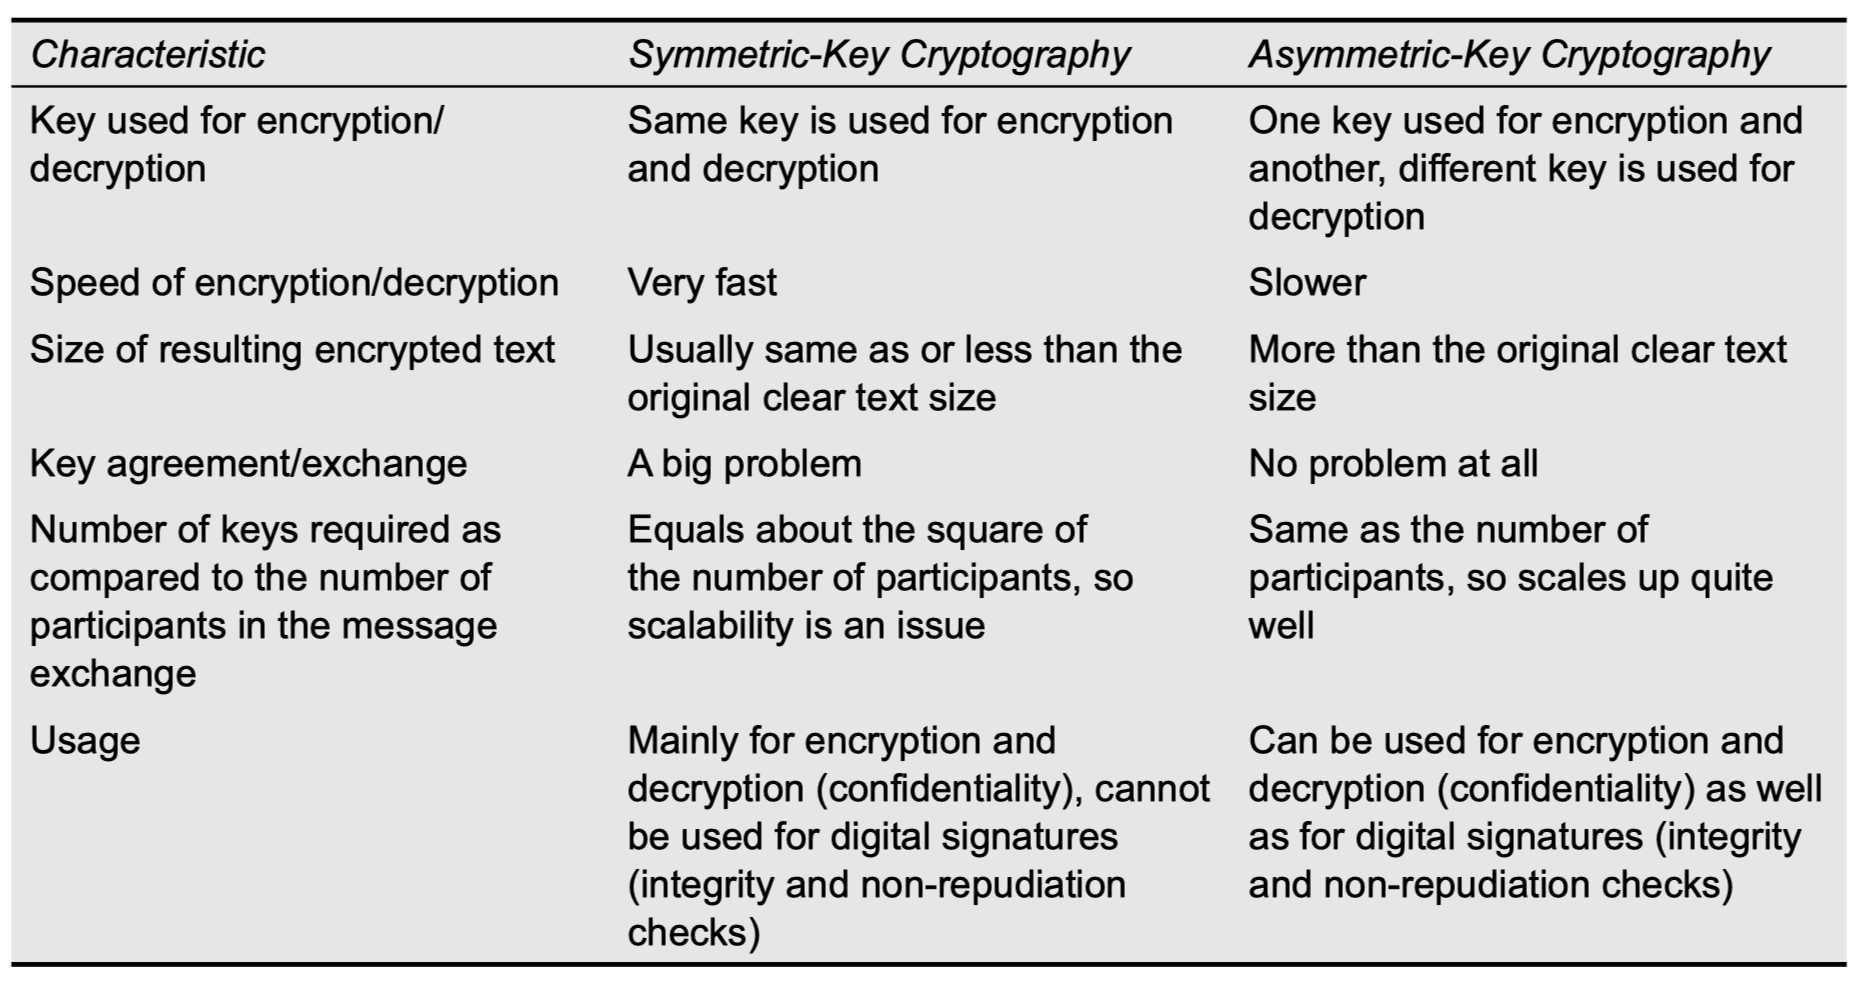 Characteristic Symmetric-Key Cryptography Asymmetric-Key Cryptography
Key used for encryption/
decryption
Same key is used for encryption
and decryption
One key used for encryption and
another, different key is used for
decryption
Speed of encryption/decryption
Very fast
Slower
Size of resulting encrypted text
Usually same as or less than the
original clear text size
More than the original clear text
size
Key agreement/exchange
A big problem
No problem at all
Number of keys required as
compared to the number of
participants in the message
exchange
Equals about the square of
the number of participants, so
scalability is an issue
Same as the number of
participants, so scales up quite
well
Usage
Mainly for encryption and
decryption (confidentiality), cannot
be used for digital signatures
(integrity and non-repudiation
checks)
Can be used for encryption and
decryption (confidentiality) as well
as for digital signatures (integrity
and non-repudiation checks)